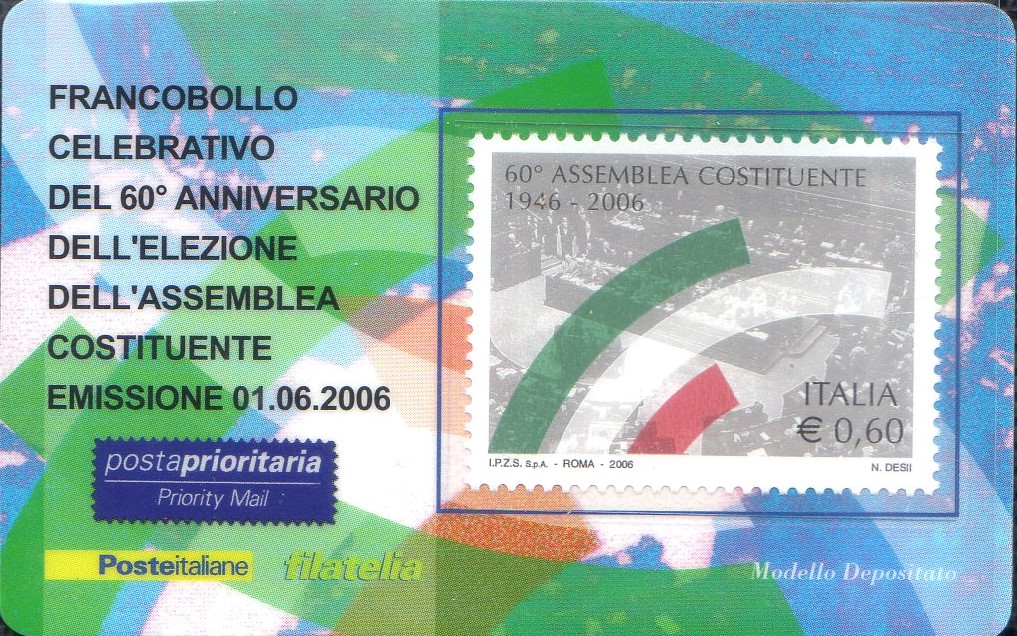 FRANCOBOLLO
CELEBRATIVO
DEL 60° ANNIVERSARIO
DELL'ELEZIONE
DELL'ASSEMBLEA
COSTITUENTE
EMISSIONE 01.06.2006
postaprioritaria
Priority Mail
Posteitaliane
filatelia
60° ASSEMBLEA COSTITUENTE
1946 - 2006
ITALIA
€ 0,60
I.P.Z.S. S.p.A. - ROMA - 2006
N. DESII
Modello Depositato